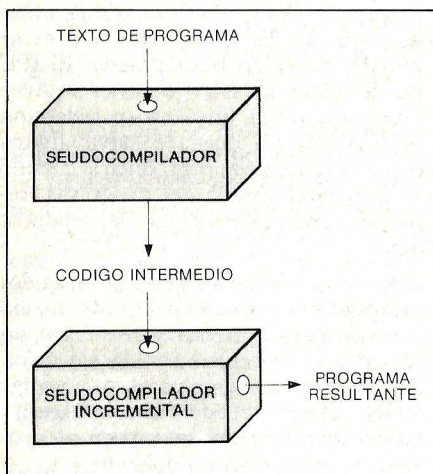 TEXTO DE PROGRAMA
SEUDOCOMPILADOR
CODIGO INTERMEDIO
SEUDOCOMPILADOR
INCREMENTAL
PROGRAMA
RESULTANTE